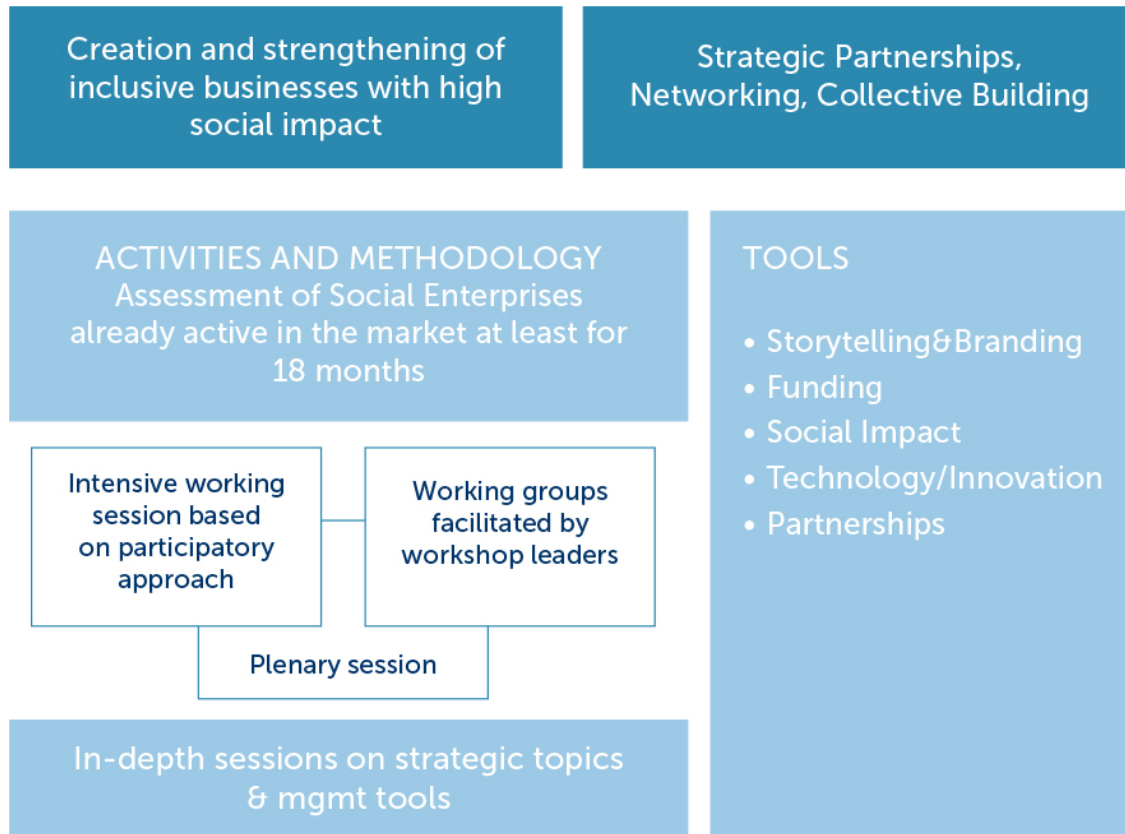 Creation and strengthening of
inclusive businesses with high
social impact
Strategic Partnerships,
Networking, Collective Building
ACTIVITIES AND METHODOLOGY
Assessment of Social Enterprises
already active in the market at least for
18 months
Intensive working
session based
on participatory
approach
Working groups
facilitated by
workshop leaders
Plenary session
In-depth sessions on strategic topics
& mgmt tools
TOOLS
• Storytelling&Branding
• Funding
• Social Impact
• Technology/Innovation
• Partnerships